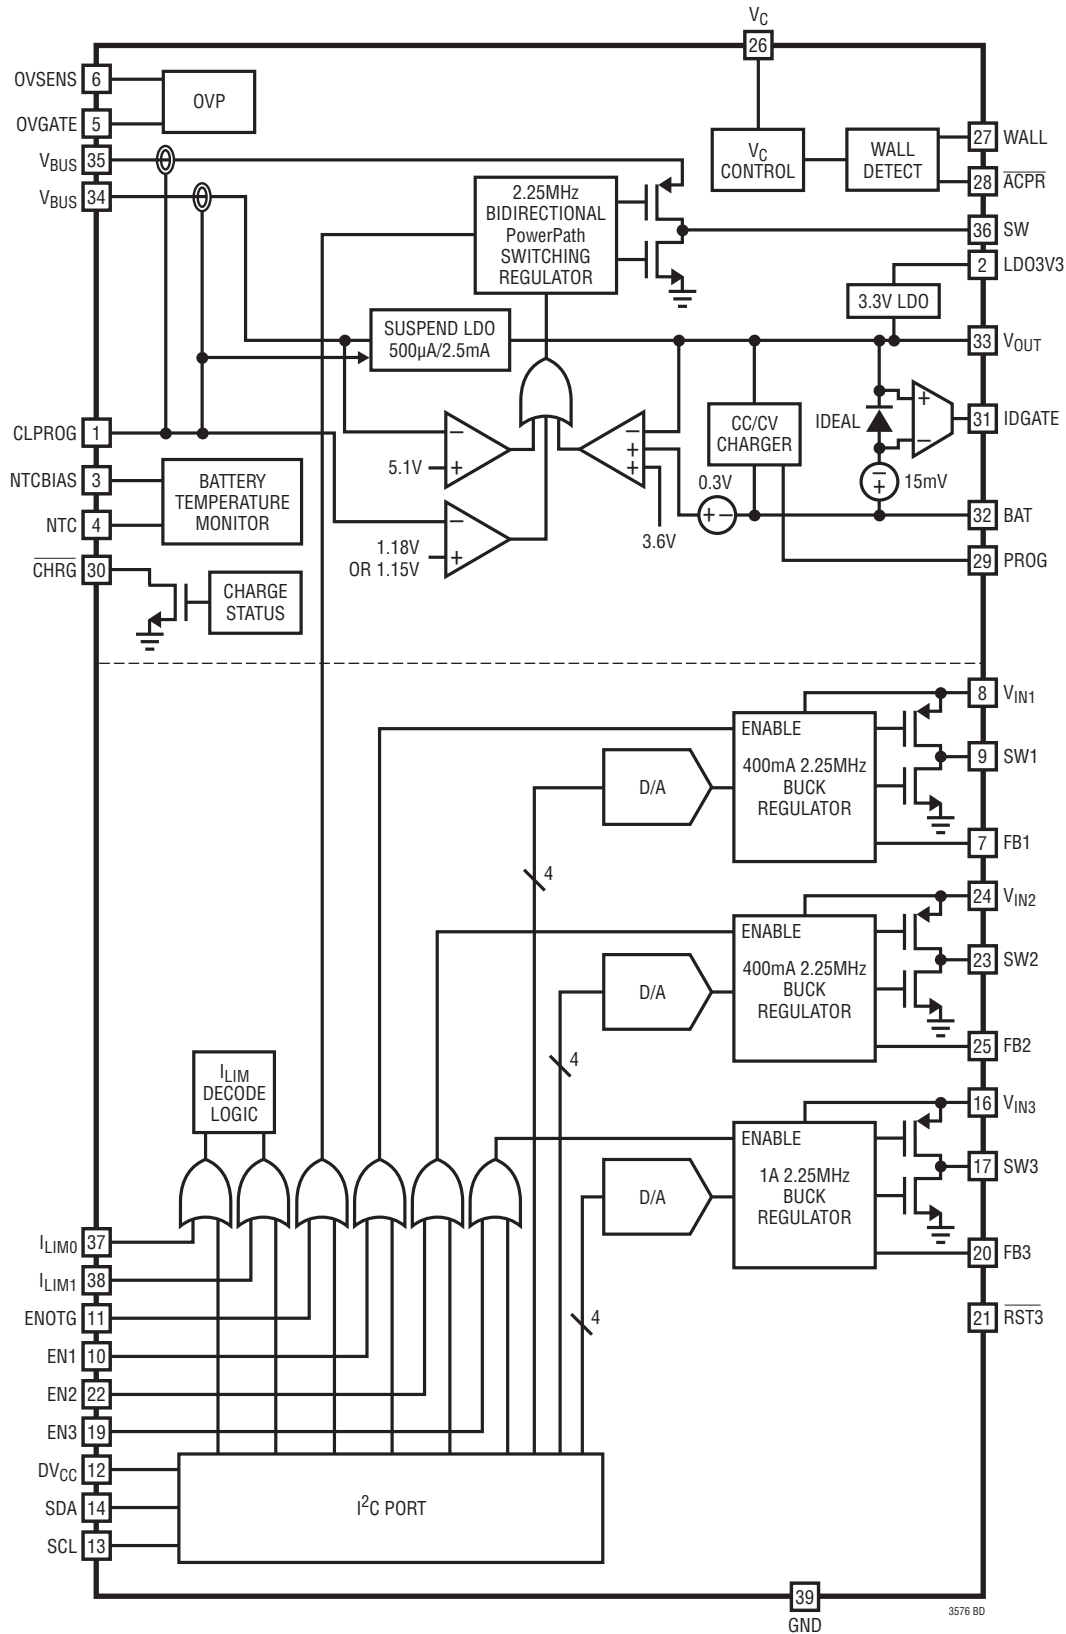 V_C
26
OVSENS 6
OVP
OVGATE 5
V_BUS 35
V_BUS 34
27 WALL
V_C
CONTROL
WALL
DETECT
28 ACPR
2.25MHz
BIDIRECTIONAL
PowerPath
SWITCHING
REGULATOR
36 SW
2 LDO3V3
3.3V LDO
SUSPEND LDO
500µA/2.5mA
33 V_OUT
CLPROG 1
−
5.1V
+
−
+
+
CC/CV
CHARGER
IDEAL
+
−
31 IDGATE
0.3V
+ −
−
+
15mV
NTCBIAS 3
BATTERY
TEMPERATURE
MONITOR
NTC 4
−
1.18V
OR 1.15V
+
3.6V
32 BAT
29 PROG
CHRG 30
CHARGE
STATUS
8 V_IN1
ENABLE
400mA 2.25MHz
BUCK
REGULATOR
D/A
9 SW1
7 FB1
4
24 V_IN2
ENABLE
400mA 2.25MHz
BUCK
REGULATOR
D/A
23 SW2
25 FB2
4
I_LIM
DECODE
LOGIC
16 V_IN3
ENABLE
1A 2.25MHz
BUCK
REGULATOR
D/A
17 SW3
20 FB3
4
21 RST3
I_LIM0 37
I_LIM1 38
ENOTG 11
EN1 10
EN2 22
EN3 19
DV_CC 12
SDA 14
SCL 13
I²C PORT
39
GND
3576 BD